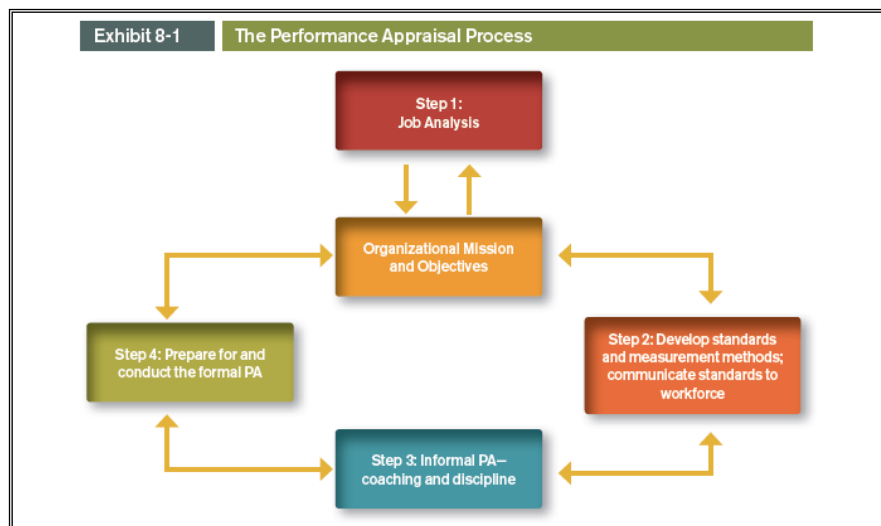 Exhibit 8-1
The Performance Appraisal Process
Step 1:
Job Analysis
Organizational Mission
and Objectives
Step 4: Prepare for and
conduct the formal PA
Step 2: Develop standards
and measurement methods;
communicate standards to
workforce
Step 3: Informal PA—
coaching and discipline